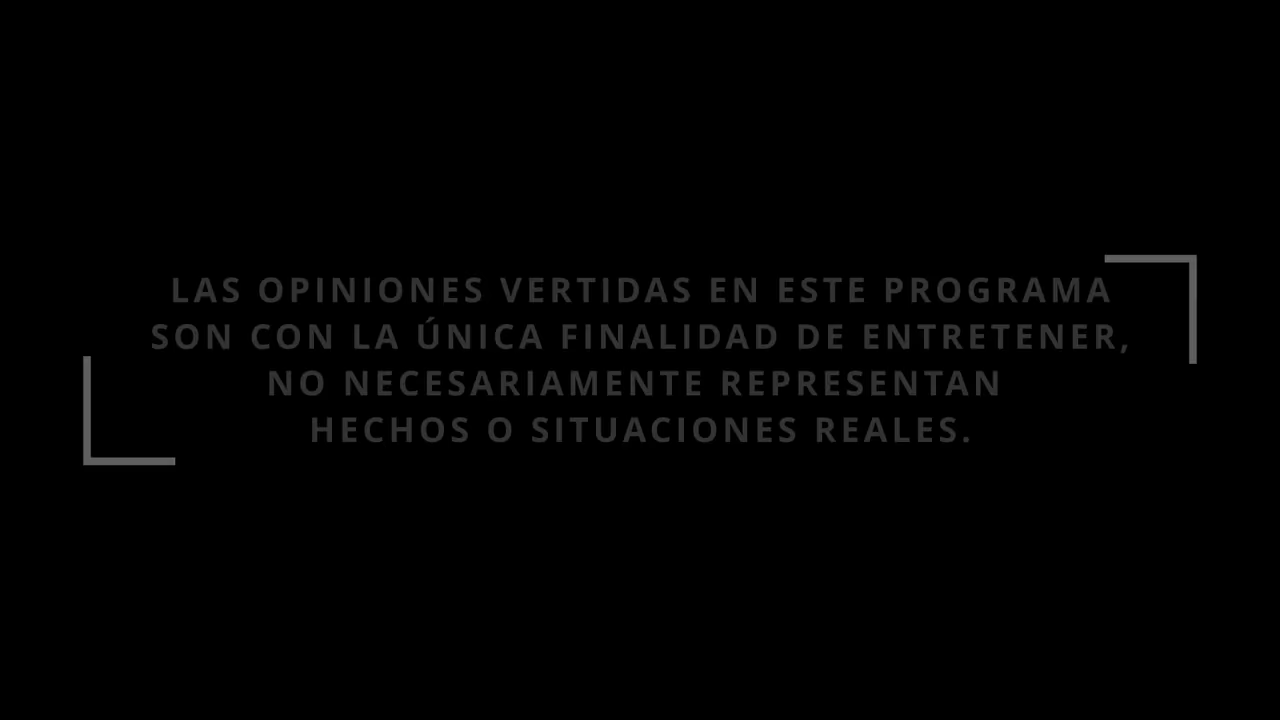 LAS OPINIONES VERTIDAS EN ESTE PROGRAMA
SON CON LA ÚNICA FINALIDAD DE ENTRETENER,
NO NECESARIAMENTE REPRESENTAN
HECHOS O SITUACIONES REALES.